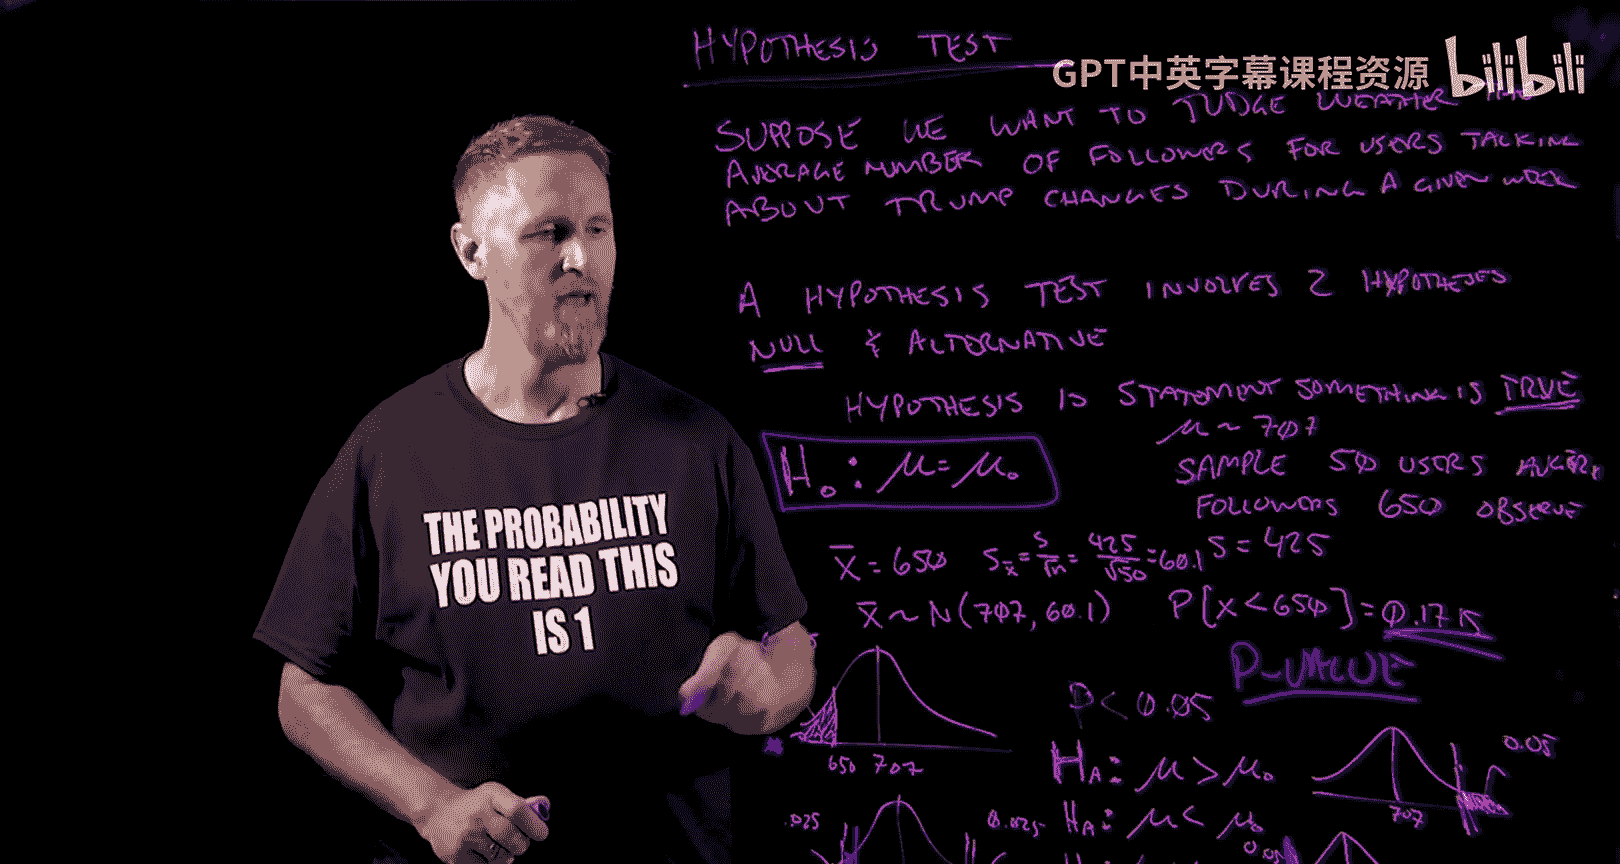 HYPOTHESIS TEST
GPT中英字幕课程资源 bilibili
SUPPOSE WE WANT TO JUDGE WEATHER THE
AVERAGE NUMBER OF FOLLOWERS FOR USERS TALKING
ABOUT TRUMP CHANGES DURING A GIVEN WEEK
A HYPOTHESIS TEST INVOLVES 2 HYPOTHESES
NULL & ALTERNATIVE
HYPOTHESIS IS STATEMENT SOMETHING IS TRUE
μ ~ 707
H₀: μ = μ₀
SAMPLE 50 USERS AVGER
FOLLOWERS 650 OBSERVE
x̄ = 650 Sx̄ = S/√n = 425/√50 = 60.1 S = 425
x̄ ~ N(707, 60.1) P[X<650] = 0.1715
P-VALUE
P < 0.05
650 707
Hₐ: μ > μ₀
0.05
707
.025
0.025
Hₐ: μ < μ₀
0.05
THE PROBABILITY
YOU READ THIS
IS 1